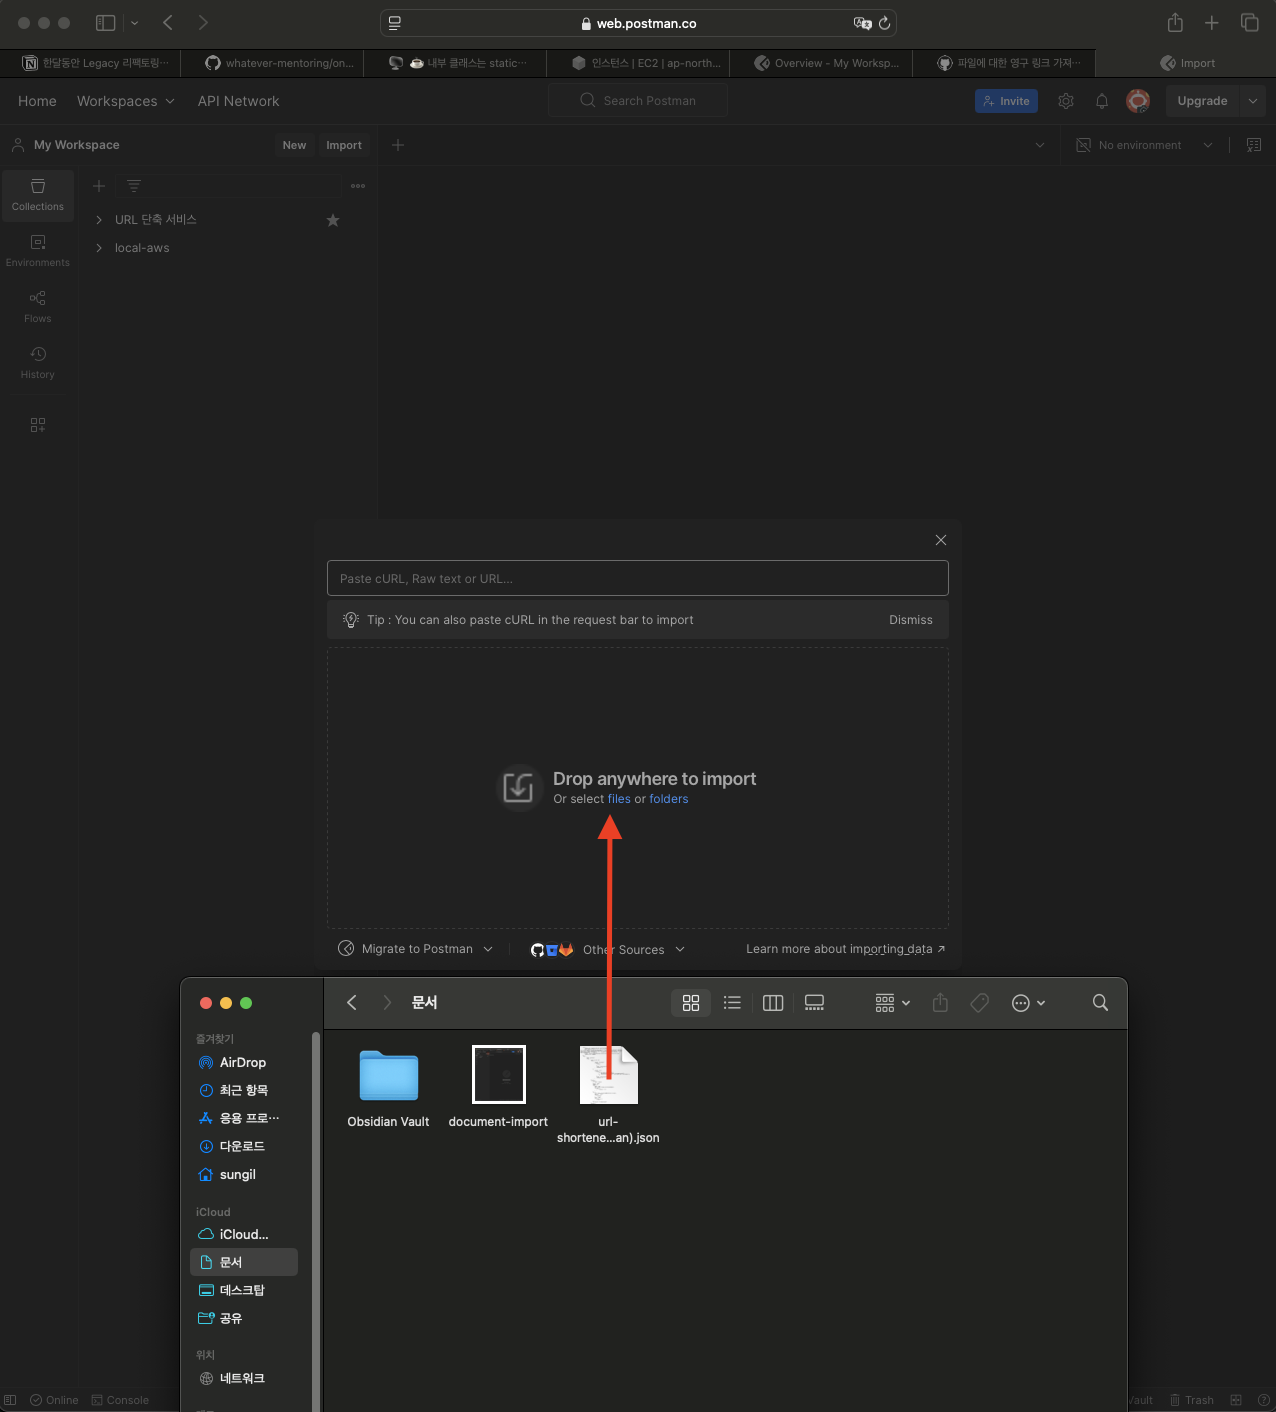 web.postman.co
한달동안 Legacy 리팩토링…
whatever-mentoring/on...
내부 클래스는 static…
인스턴스 | EC2 | ap-north...
Overview - My Worksp...
파일에 대한 영구 링크 가져…
Import
Home
Workspaces
API Network
Search Postman
Invite
Upgrade
My Workspace
New
Import
No environment
Collections
URL 단축 서비스
local-aws
Environments
Flows
History
Paste cURL, Raw text or URL...
Tip : You can also paste cURL in the request bar to import
Dismiss
Drop anywhere to import
Or select files or folders
Migrate to Postman
Other Sources
Learn more about importing data
문서
즐겨찾기
AirDrop
최근 항목
응용 프로…
다운로드
sungil
iCloud
iCloud...
문서
데스크탑
공유
위치
네트워크
Obsidian Vault
document-import
url-
shortene...an).json
Online
Console
Vault
Trash